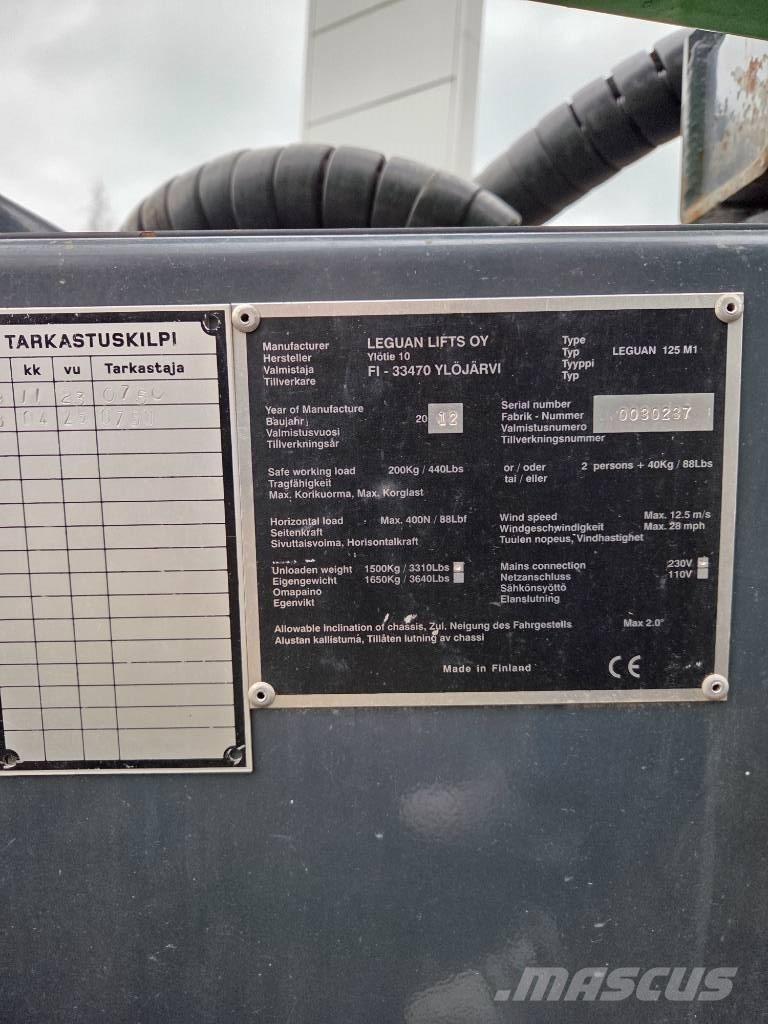 TARKASTUSKILPI
kk vu Tarkastaja
11 23
04 25 0750
Manufacturer LEGUAN LIFTS OY
Hersteller Ylötie 10
Valmistaja FI - 33470 YLÖJÄRVI
Tillverkare
Type
Typ LEGUAN 125 M1
Tyyppi
Typ
Year of Manufacture
Baujahr 20 12
Valmistusvuosi
Tillverkningsår
Serial number
Fabrik - Nummer 0030237
Valmistusnumero
Tillverkningsnummer
Safe working load 200Kg / 440Lbs or / oder 2 persons + 40Kg / 88Lbs
Tragfähigkeit tai / eller
Max. Korikuorma, Max. Korglast
Horizontal load Max. 400N / 88Lbf
Seitenkraft
Sivuttaisvoima, Horisontalkraft
Wind speed Max. 12.5 m/s
Windgeschwindigkeit Max. 28 mph
Tuulen nopeus, Vindhastighet
Unloaden weight 1500Kg / 3310Lbs
Eigengewicht 1650Kg / 3640Lbs
Omapaino
Egenvikt
Mains connection 230V
Netzanschluss 110V
Sähkönsyöttö
Elanslutning
Allowable inclination of chassis, Zul. Neigung des Fahrgestells Max 2.0°
Alustan kallistumá, Tillåten lutning av chassi
Made in Finland CE
MASCUS